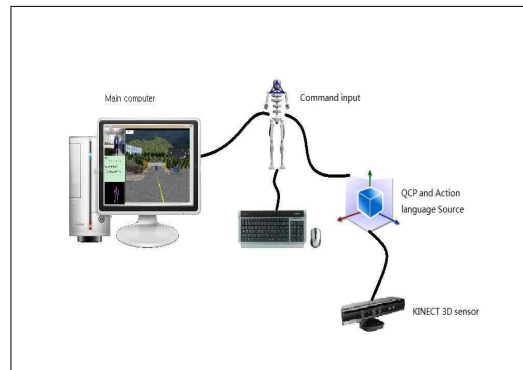 Main computer
Command input
QCP and Action
language Source
KINECT 3D sensor